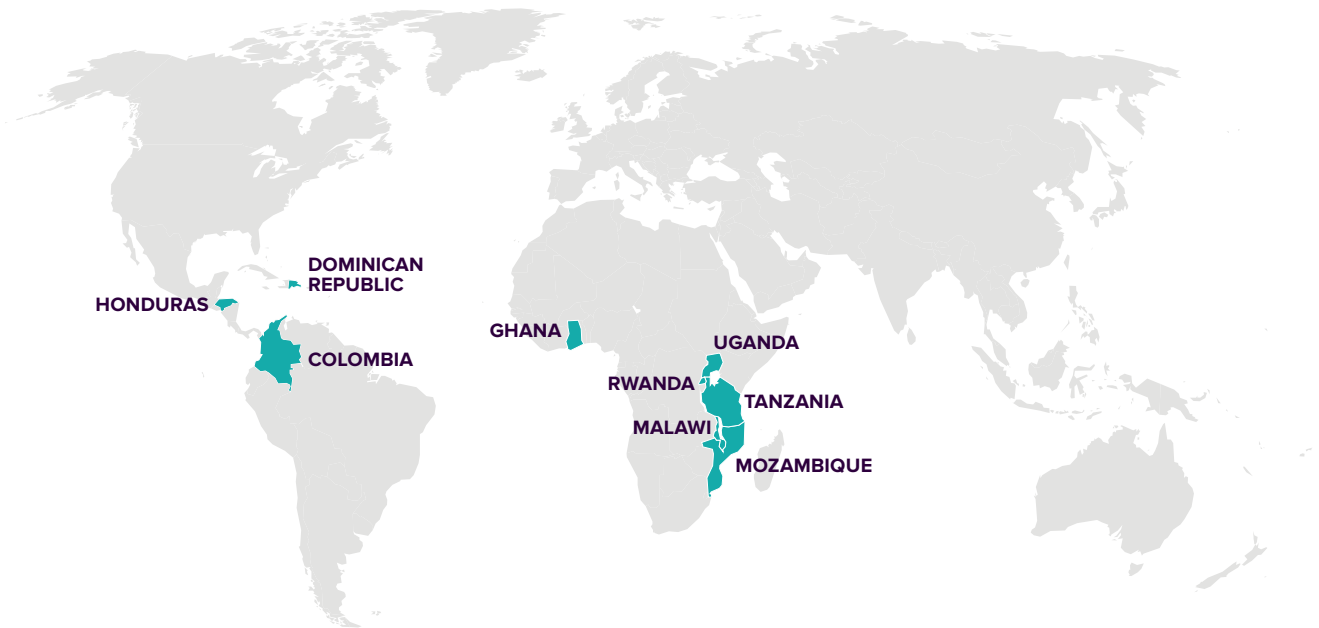 DOMINICAN
REPUBLIC
HONDURAS
COLOMBIA
GHANA
UGANDA
RWANDA
TANZANIA
MALAWI
MOZAMBIQUE